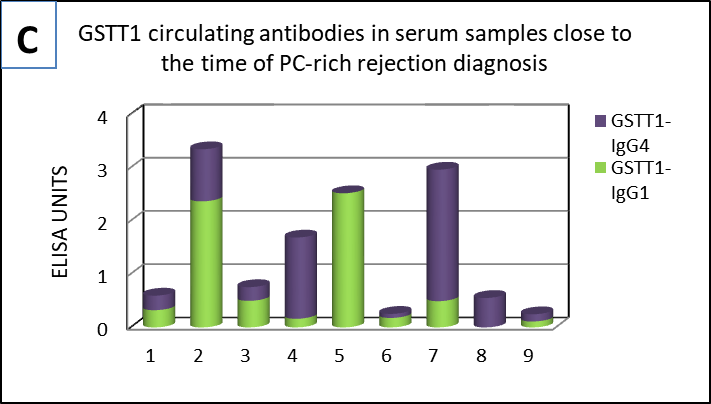 C
GSTT1 circulating antibodies in serum samples close to
the time of PC-rich rejection diagnosis
4
3
2
1
0
ELISA UNITS
1 2 3 4 5 6 7 8 9
GSTT1-
IgG4
GSTT1-
IgG1